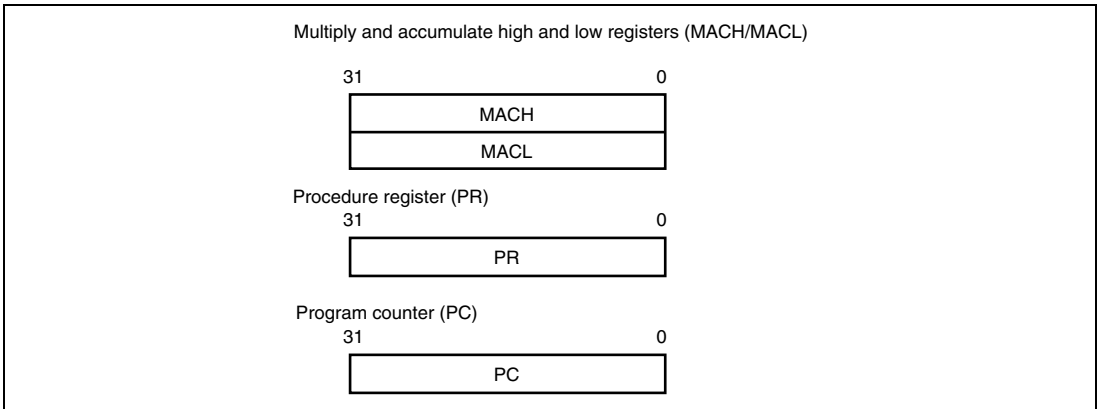 Multiply and accumulate high and low registers (MACH/MACL)
31 0
MACH
MACL
Procedure register (PR)
31 0
PR
Program counter (PC)
31 0
PC